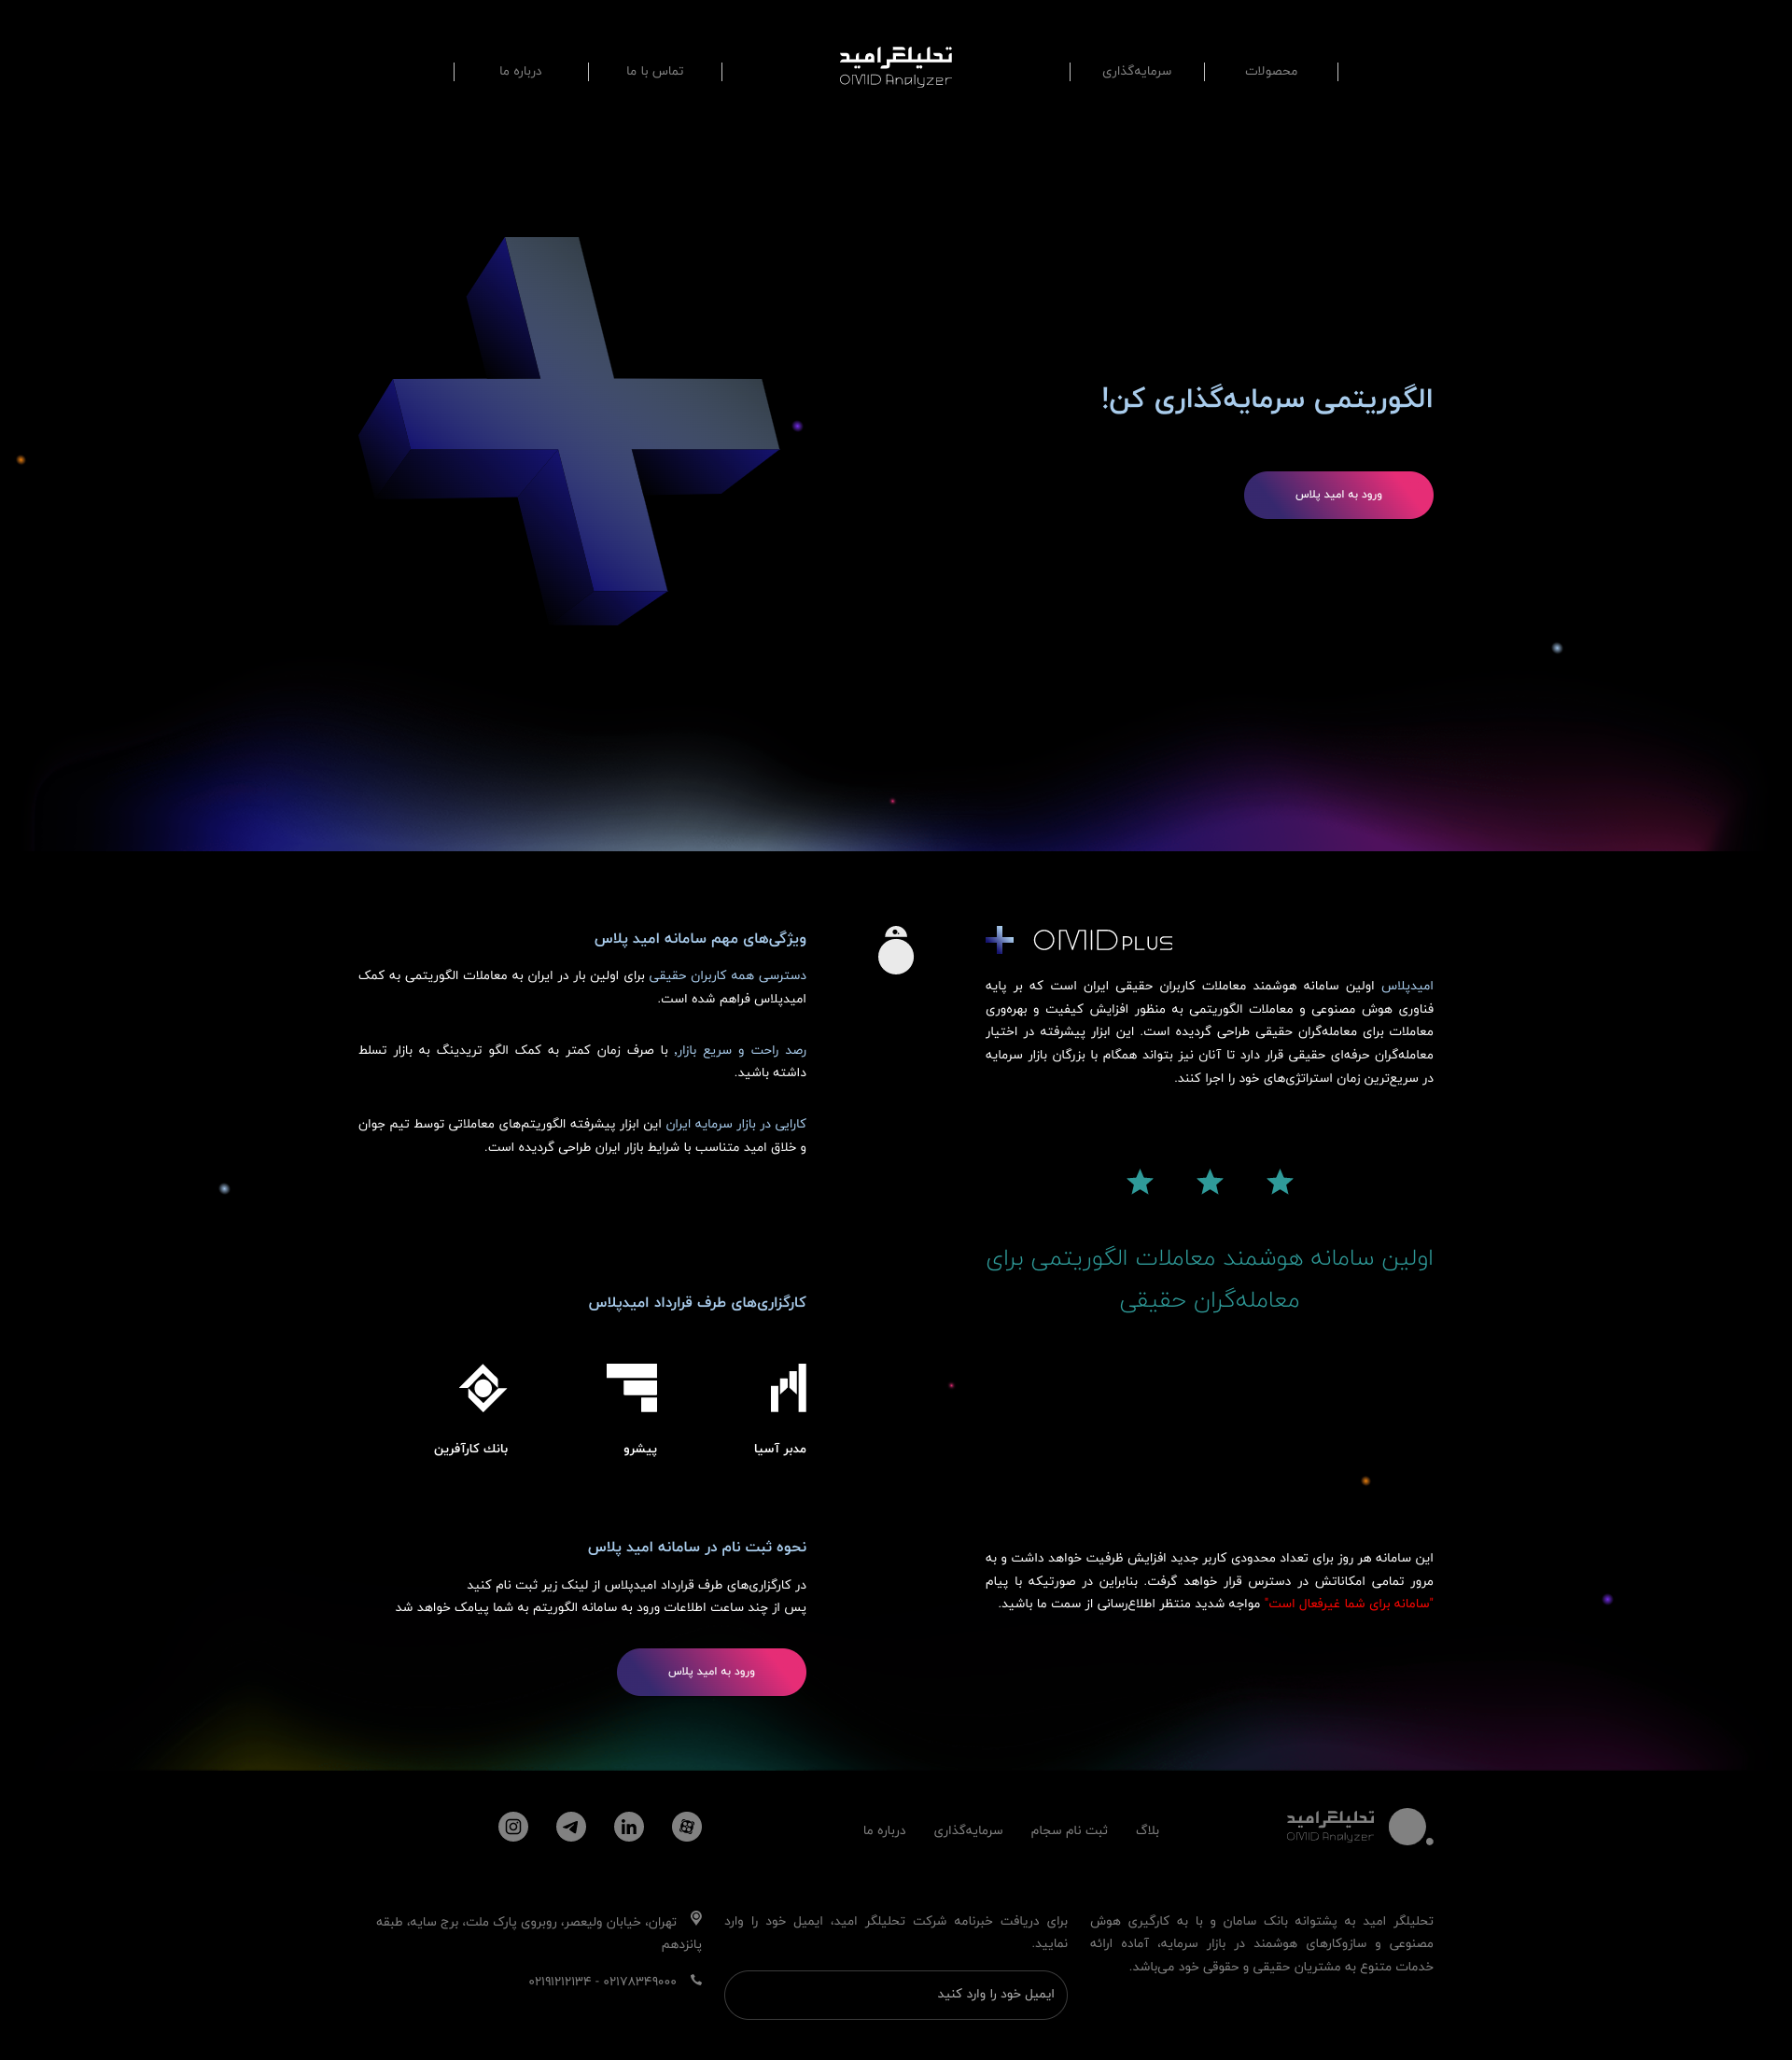 محصولات
سرمایه‌گذاری
تحلیلگر امید
OMID Analyzer
تماس با ما
درباره ما
الگوریتمی سرمایه‌گذاری کن!
ورود به امید پلاس
OMID PLUS
امیدپلاس اولین سامانه هوشمند معاملات کاربران حقیقی ایران است که بر پایه
فناوری هوش مصنوعی و معاملات الگوریتمی به منظور افزایش کیفیت و بهره‌وری
معاملات برای معامله‌گران حقیقی طراحی گردیده است. این ابزار پیشرفته در اختیار
معامله‌گران حرفه‌ای حقیقی قرار دارد تا آنان نیز بتواند همگام با بزرگان بازار سرمایه
در سریع‌ترین زمان استراتژی‌های خود را اجرا کنند.
اولین سامانه هوشمند معاملات الگوریتمی برای
معامله‌گران حقیقی
این سامانه هر روز برای تعداد محدودی کاربر جدید افزایش ظرفیت خواهد داشت و به
مرور تمامی امکاناتش در دسترس قرار خواهد گرفت. بنابراین در صورتیکه با پیام
"سامانه برای شما غیرفعال است" مواجه شدید منتظر اطلاع‌رسانی از سمت ما باشید.
ویژگی‌های مهم سامانه امید پلاس
دسترسی همه کاربران حقیقی برای اولین بار در ایران به معاملات الگوریتمی به کمک
امیدپلاس فراهم شده است.
رصد راحت و سریع بازار, با صرف زمان کمتر به کمک الگو تریدینگ به بازار تسلط
داشته باشید.
کارایی در بازار سرمایه ایران این ابزار پیشرفته الگوریتم‌های معاملاتی توسط تیم جوان
و خلاق امید متناسب با شرایط بازار ایران طراحی گردیده است.
کارگزاری‌های طرف قرارداد امیدپلاس
مدبر آسیا
پیشرو
بانك كارآفرين
نحوه ثبت نام در سامانه امید پلاس
در کارگزاری‌های طرف قرارداد امیدپلاس از لینک زیر ثبت نام کنید
پس از چند ساعت اطلاعات ورود به سامانه الگوریتم به شما پیامک خواهد شد
ورود به امید پلاس
تحلیلگر امید
OMID Analyzer
بلاگ
ثبت نام سجام
سرمایه‌گذاری
درباره ما
تحلیلگر امید به پشتوانه بانک سامان و با به کارگیری هوش
مصنوعی و سازوکارهای هوشمند در بازار سرمایه، آماده ارائه
خدمات متنوع به مشتریان حقیقی و حقوقی خود می‌باشد.
برای دریافت خبرنامه شرکت تحلیلگر امید، ایمیل خود را وارد
نمایید.
ایمیل خود را وارد کنید
تهران، خیابان ولیعصر، روبروی پارک ملت، برج سایه، طبقه
پانزدهم
۰۲۱۷۸۳۴۹۰۰۰ - ۰۲۱۹۱۲۱۲۱۳۴